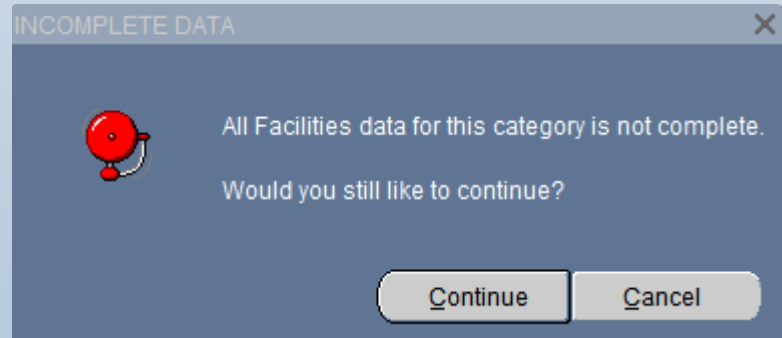 INCOMPLETE DATA
All Facilities data for this category is not complete.
Would you still like to continue?
Continue
Cancel